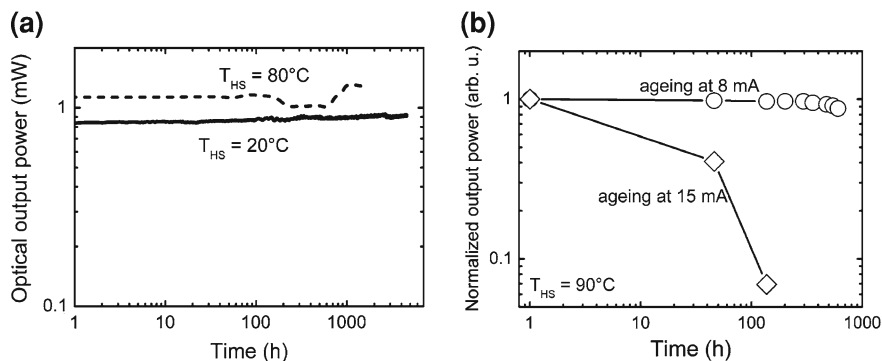 (a)
Optical output power (mW)
1
0.1
T_HS = 80°C
T_HS = 20°C
1 10 100 1000
Time (h)
(b)
Normalized output power (arb. u.)
1
0.1
ageing at 8 mA
ageing at 15 mA
T_HS = 90°C
1 10 100 1000
Time (h)